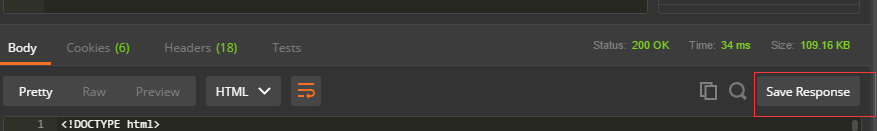 Body Cookies (6) Headers (18) Tests Status: 200 OK Time: 34 ms Size: 109.16 KB
Pretty Raw Preview HTML Save Response
1 <!DOCTYPE html>